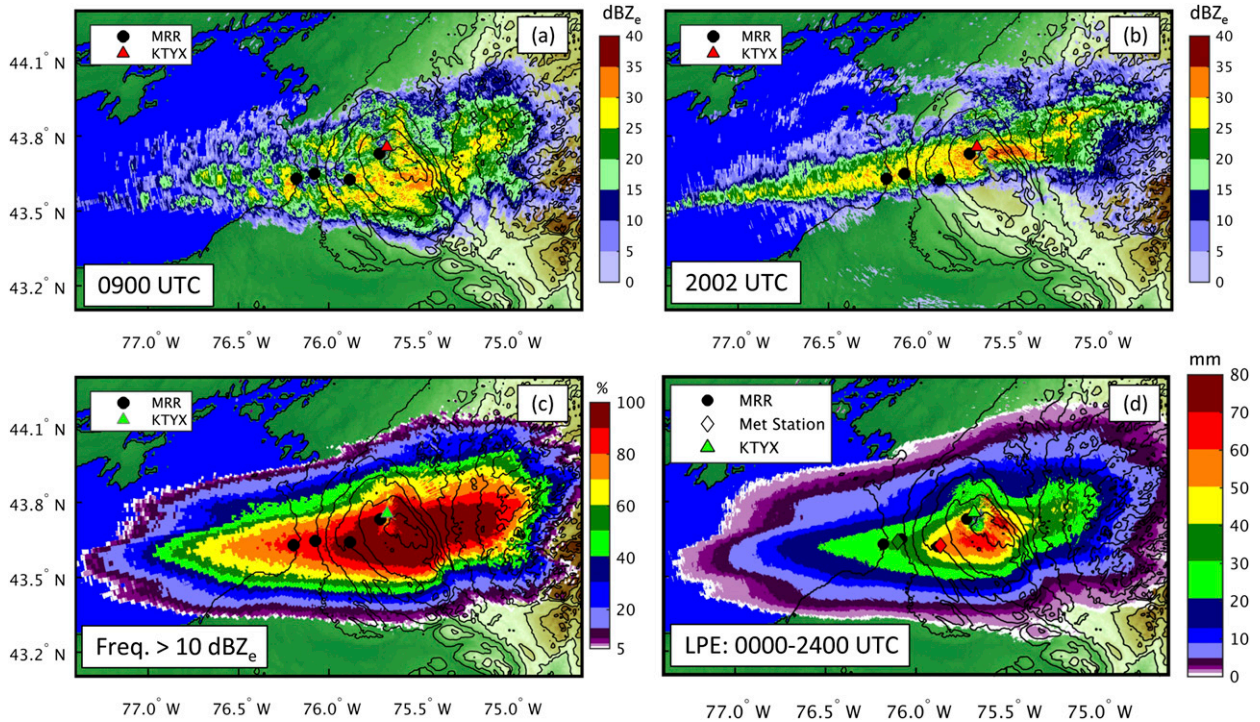 dBZe
dBZe
MRR
KTYX
(a)
40
35
30
25
20
15
10
5
0
MRR
KTYX
(b)
40
35
30
25
20
15
10
5
0
44.1° N
43.8° N
43.5° N
43.2° N
0900 UTC
2002 UTC
77.0° W 76.5° W 76.0° W 75.5° W 75.0° W
77.0° W 76.5° W 76.0° W 75.5° W 75.0° W
%
mm
MRR
KTYX
(c)
100
80
60
40
20
5
MRR
Met Station
KTYX
(d)
80
70
60
50
40
30
20
10
0
44.1° N
43.8° N
43.5° N
43.2° N
Freq. > 10 dBZe
LPE: 0000-2400 UTC
77.0° W 76.5° W 76.0° W 75.5° W 75.0° W
77.0° W 76.5° W 76.0° W 75.5° W 75.0° W